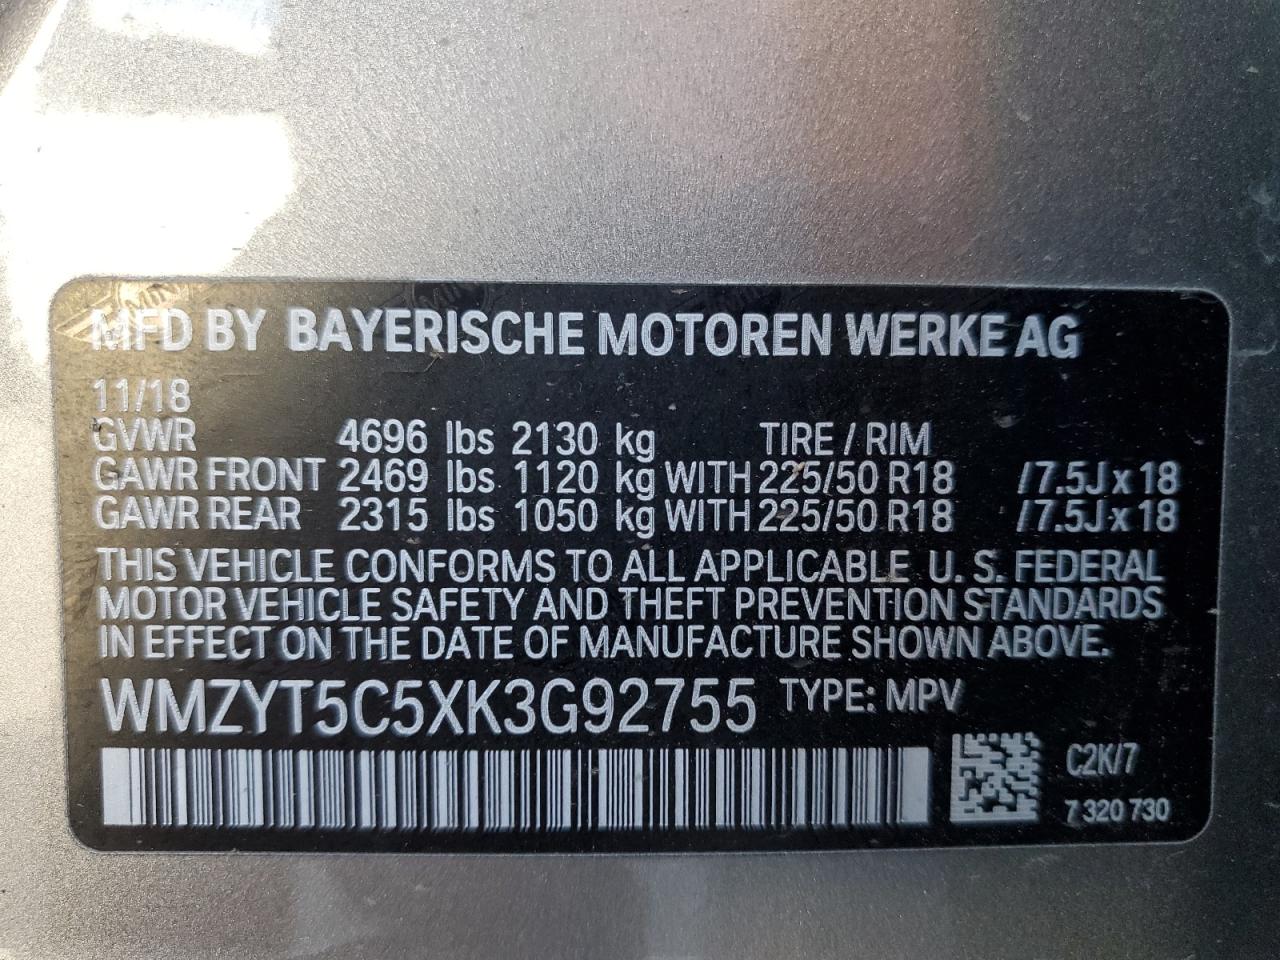 MFD BY BAYERISCHE MOTOREN WERKE AG
11/18
GVWR 4696 lbs 2130 kg TIRE / RIM
GAWR FRONT 2469 lbs 1120 kg WITH 225/50 R18 /7.5J x 18
GAWR REAR 2315 lbs 1050 kg WITH 225/50 R18 /7.5J x 18
THIS VEHICLE CONFORMS TO ALL APPLICABLE U. S. FEDERAL
MOTOR VEHICLE SAFETY AND THEFT PREVENTION STANDARDS
IN EFFECT ON THE DATE OF MANUFACTURE SHOWN ABOVE.
WMZYT5C5XK3G92755 TYPE: MPV
C2K/7
7 320 730